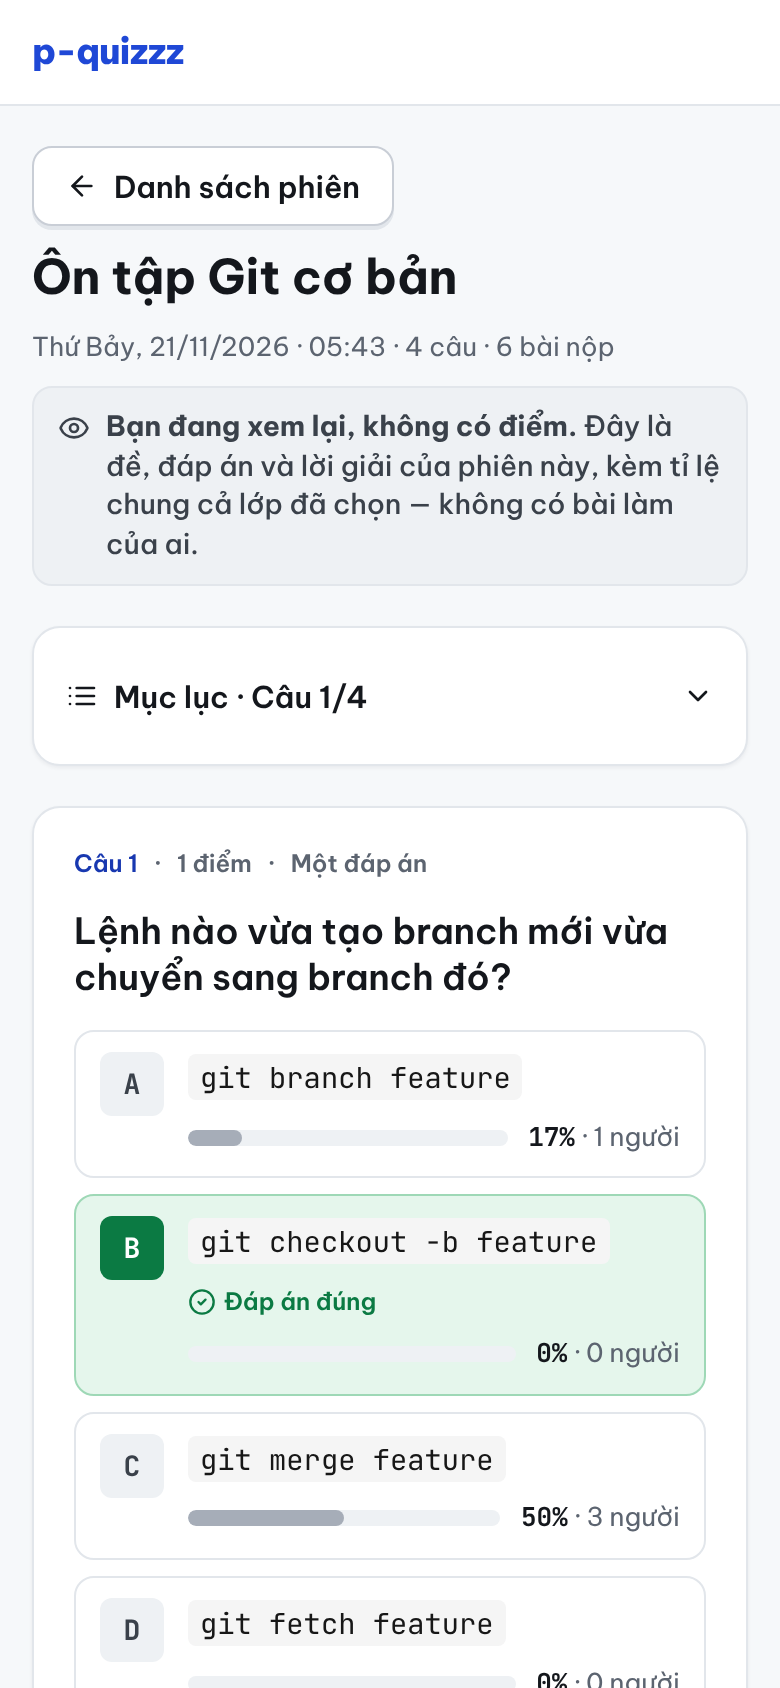 p-quizzz
Danh sách phiên
Ôn tập Git cơ bản
Thứ Bảy, 21/11/2026 · 05:43 · 4 câu · 6 bài nộp
Bạn đang xem lại, không có điểm. Đây là
đề, đáp án và lời giải của phiên này, kèm tỉ lệ
chung cả lớp đã chọn — không có bài làm
của ai.
Mục lục · Câu 1/4
Câu 1 · 1 điểm · Một đáp án
Lệnh nào vừa tạo branch mới vừa
chuyển sang branch đó?
A git branch feature
17% · 1 người
B git checkout -b feature
Đáp án đúng
0% · 0 người
C git merge feature
50% · 3 người
D git fetch feature
0% · 0 người